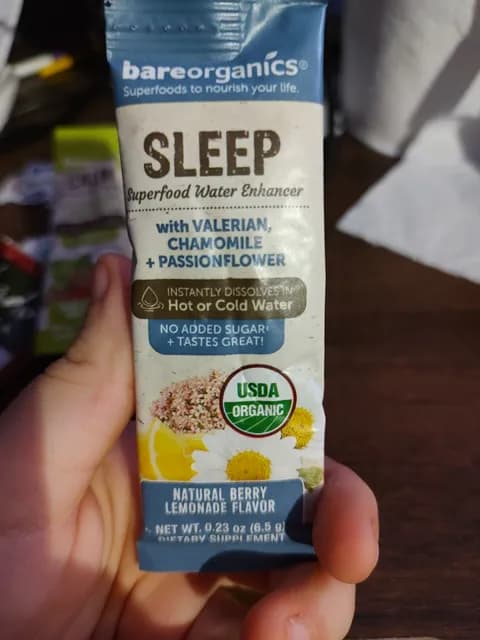 bareorganics®
Superfoods to nourish your life.
SLEEP
Superfood Water Enhancer
with VALERIAN,
CHAMOMILE
+ PASSIONFLOWER
INSTANTLY DISSOLVES IN
Hot or Cold Water
NO ADDED SUGAR
+ TASTES GREAT!
USDA
ORGANIC
NATURAL BERRY
LEMONADE FLAVOR
NET WT. 0.23 oz (6.5 g
DIETARY SUPPLEMENT